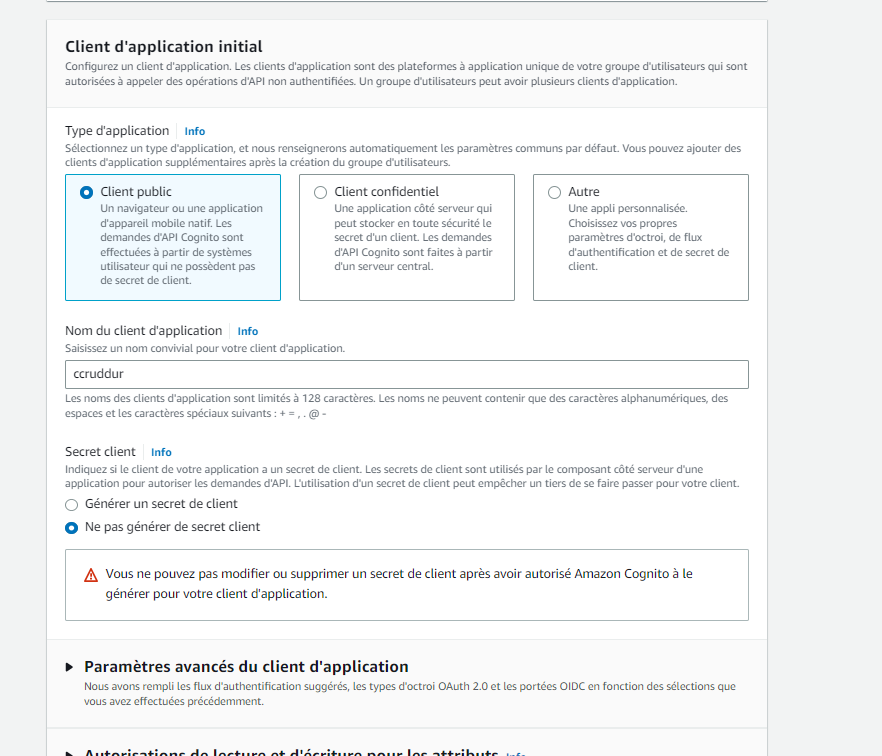 Client d'application initial
Configurez un client d'application. Les clients d'application sont des plateformes à application unique de votre groupe d'utilisateurs qui sont
autorisées à appeler des opérations d'API non authentifiées. Un groupe d'utilisateurs peut avoir plusieurs clients d'application.
Type d'application Info
Sélectionnez un type d'application, et nous renseignerons automatiquement les paramètres communs par défaut. Vous pouvez ajouter des
clients d'application supplémentaires après la création du groupe d'utilisateurs.
Client public
Un navigateur ou une application
d'appareil mobile natif. Les
demandes d'API Cognito sont
effectuées à partir de systèmes
utilisateur qui ne possèdent pas
de secret de client.
Client confidentiel
Une application côté serveur qui
peut stocker en toute sécurité le
secret d'un client. Les demandes
d'API Cognito sont faites à partir
d'un serveur central.
Autre
Une appli personnalisée.
Choisissez vos propres
paramètres d'octroi, de flux
d'authentification et de secret de
client.
Nom du client d'application Info
Saisissez un nom convivial pour votre client d'application.
ccruddur
Les noms des clients d'application sont limités à 128 caractères. Les noms ne peuvent contenir que des caractères alphanumériques, des
espaces et les caractères spéciaux suivants : + = , . @ -
Secret client Info
Indiquez si le client de votre application a un secret de client. Les secrets de client sont utilisés par le composant côté serveur d'une
application pour autoriser les demandes d'API. L'utilisation d'un secret de client peut empêcher un tiers de se faire passer pour votre client.
Générer un secret de client
Ne pas générer de secret client
Vous ne pouvez pas modifier ou supprimer un secret de client après avoir autorisé Amazon Cognito à le
générer pour votre client d'application.
Paramètres avancés du client d'application
Nous avons rempli les flux d'authentification suggérés, les types d'octroi OAuth 2.0 et les portées OIDC en fonction des sélections que
vous avez effectuées précédemment.
Autorisations de lecture et d'écriture pour les attributs Info